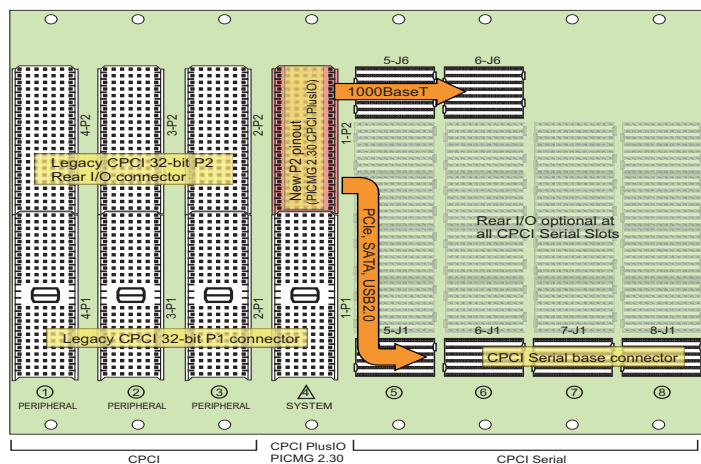 5-J6
6-J6
1000BaseT
4-P2
3-P2
2-P2
1-P2
New P2 pinout
(PICMG 2.30 CPCI PlusIO)
Legacy CPCI 32-bit P2
Rear I/O connector
PCIe, SATA, USB2.0
Rear I/O optional at
all CPCI Serial Slots
4-P1
3-P1
2-P1
1-P1
5-J1
6-J1
7-J1
8-J1
Legacy CPCI 32-bit P1 connector
CPCI Serial base connector
1
2
3
4
5
6
7
8
PERIPHERAL
PERIPHERAL
PERIPHERAL
SYSTEM
CPCI
CPCI PlusIO
PICMG 2.30
CPCI Serial